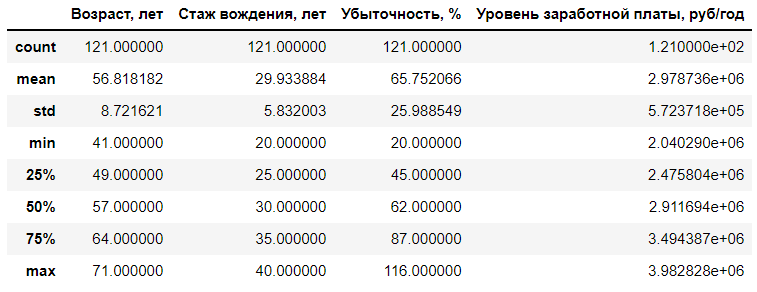 Возраст, лет Стаж вождения, лет Убыточность, % Уровень заработной платы, руб/год
count 121.000000 121.000000 121.000000 1.210000e+02
mean 56.818182 29.933884 65.752066 2.978736e+06
std 8.721621 5.832003 25.988549 5.723718e+05
min 41.000000 20.000000 20.000000 2.040290e+06
25% 49.000000 25.000000 45.000000 2.475804e+06
50% 57.000000 30.000000 62.000000 2.911694e+06
75% 64.000000 35.000000 87.000000 3.494387e+06
max 71.000000 40.000000 116.000000 3.982828e+06